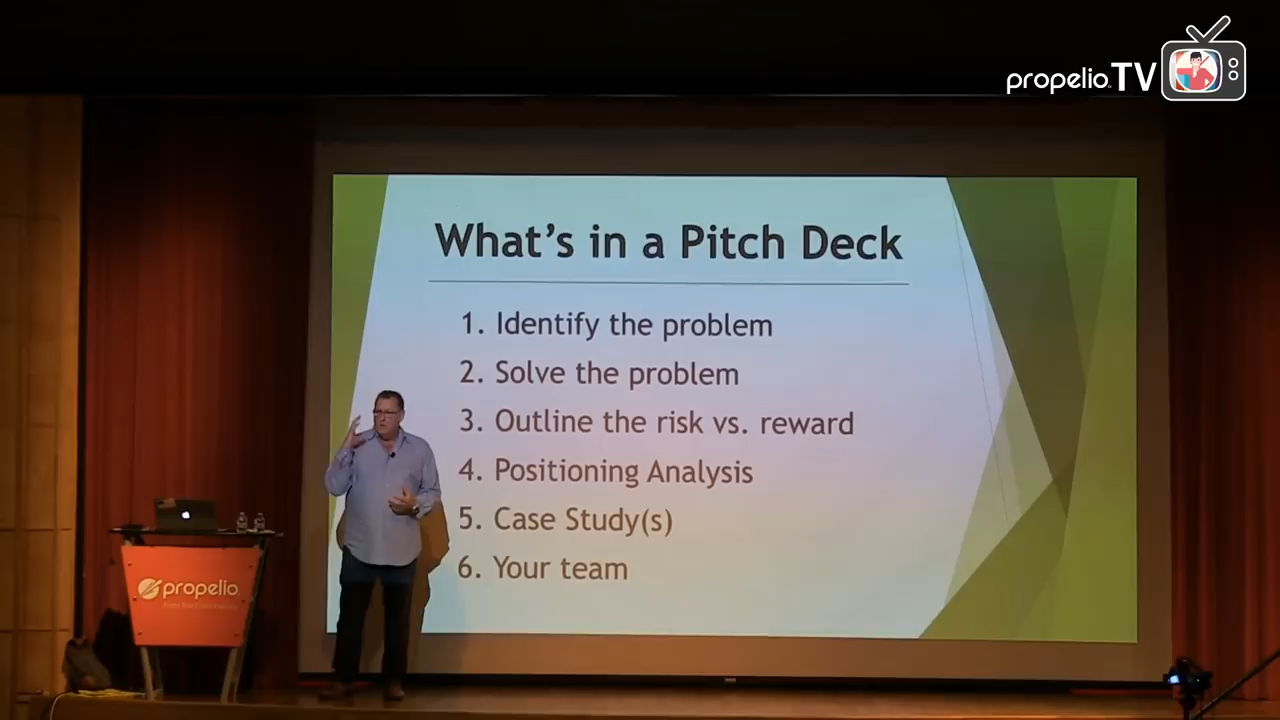 propelio TV
What's in a Pitch Deck
1. Identify the problem
2. Solve the problem
3. Outline the risk vs. reward
4. Positioning Analysis
5. Case Study(s)
6. Your team
propelio